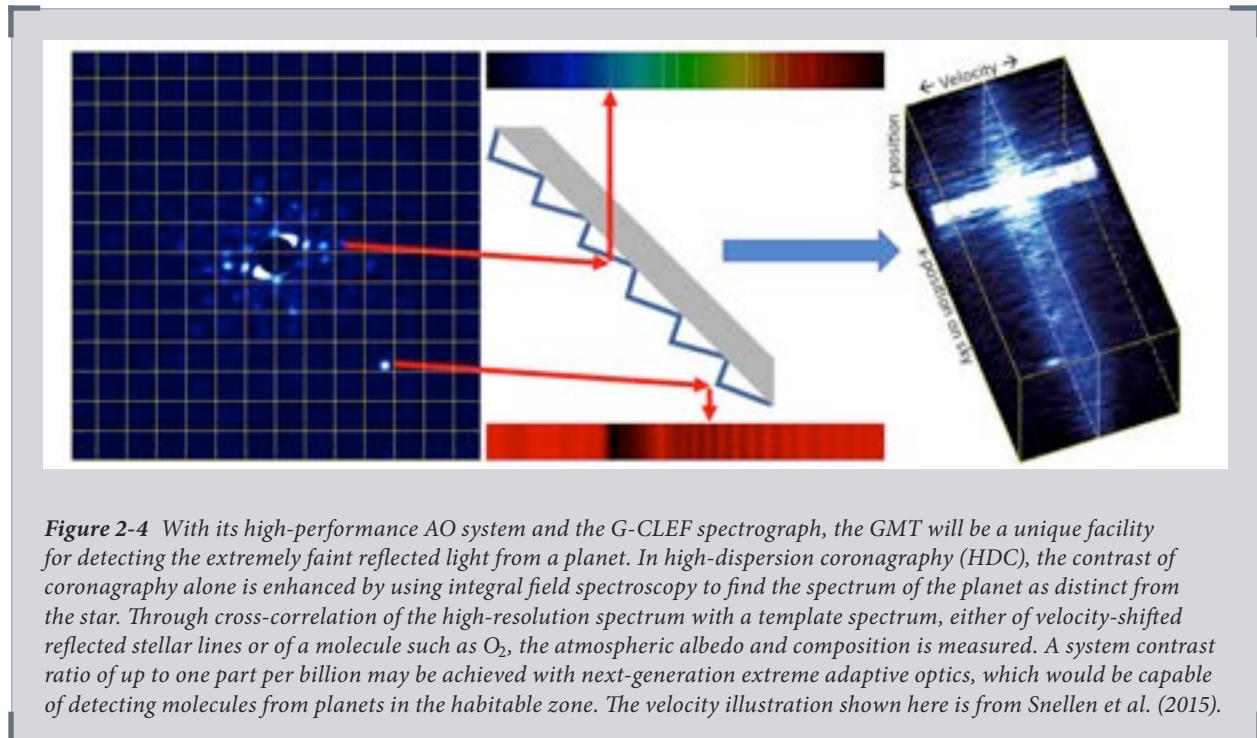 ← Velocity →
y-position
x-position on sky
Figure 2-4 With its high-performance AO system and the G-CLEF spectrograph, the GMT will be a unique facility
for detecting the extremely faint reflected light from a planet. In high-dispersion coronagraphy (HDC), the contrast of
coronagraphy alone is enhanced by using integral field spectroscopy to find the spectrum of the planet as distinct from
the star. Through cross-correlation of the high-resolution spectrum with a template spectrum, either of velocity-shifted
reflected stellar lines or of a molecule such as O₂, the atmospheric albedo and composition is measured. A system contrast
ratio of up to one part per billion may be achieved with next-generation extreme adaptive optics, which would be capable
of detecting molecules from planets in the habitable zone. The velocity illustration shown here is from Snellen et al. (2015).